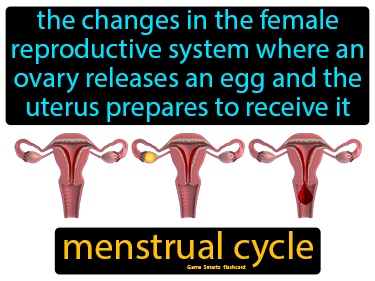 the changes in the female
reproductive system where an
ovary releases an egg and the
uterus prepares to receive it
menstrual cycle
Game Smartz flashcard